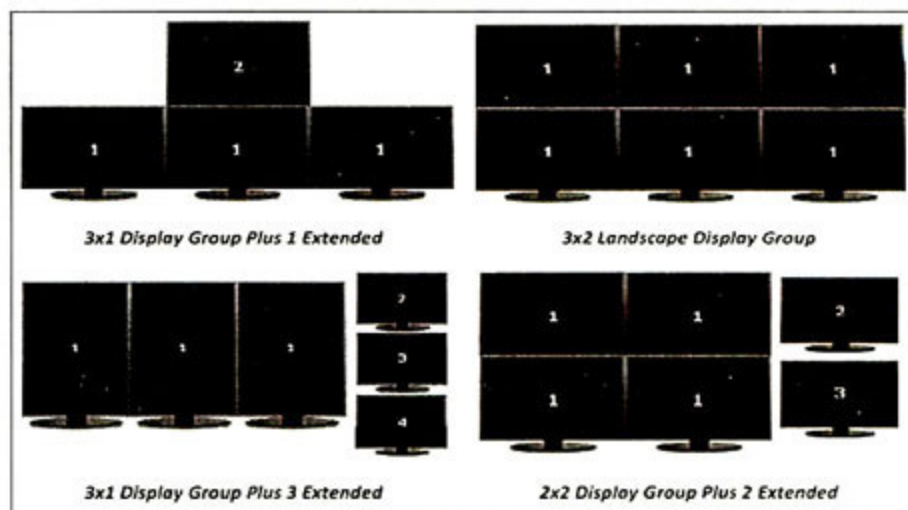 2
1 1 1
3x1 Display Group Plus 1 Extended
1 1 1
1 1 1
3x2 Landscape Display Group
1 1 1
2
3
4
3x1 Display Group Plus 3 Extended
1 1
1 1
2
3
2x2 Display Group Plus 2 Extended